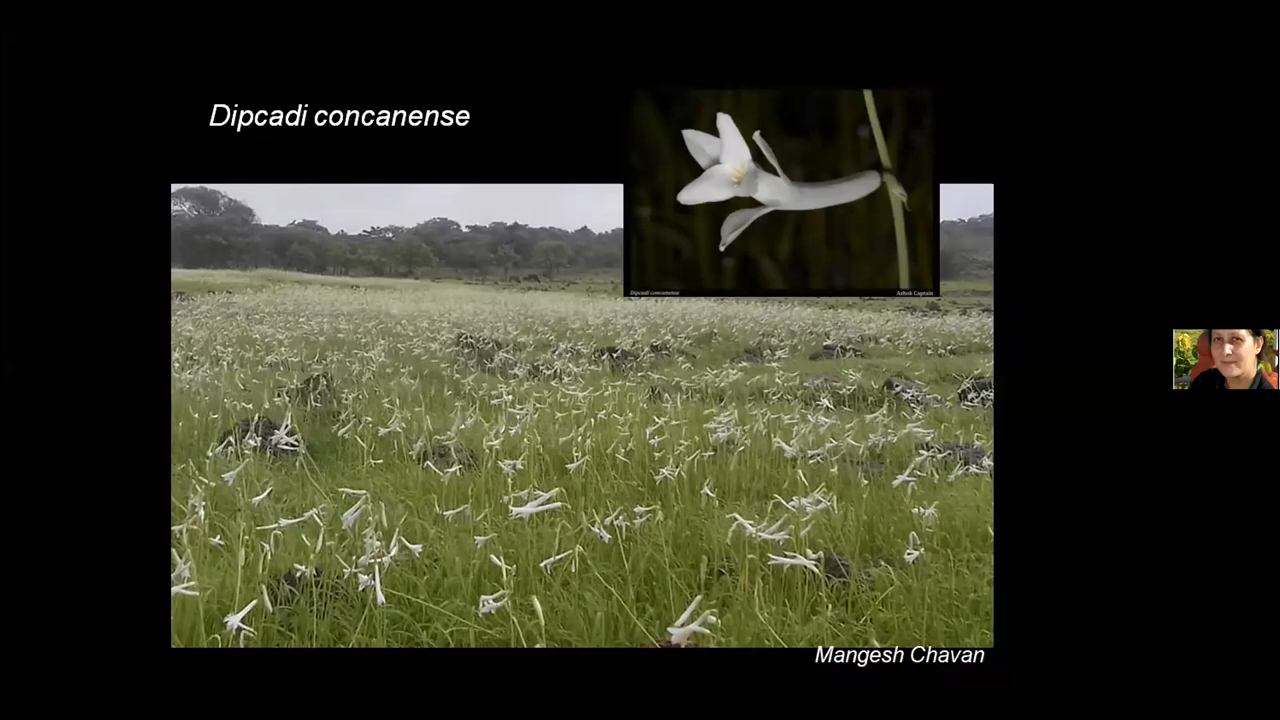 Dipcadi concanense
Dipcadi concanense
Ashok Captain
Mangesh Chavan